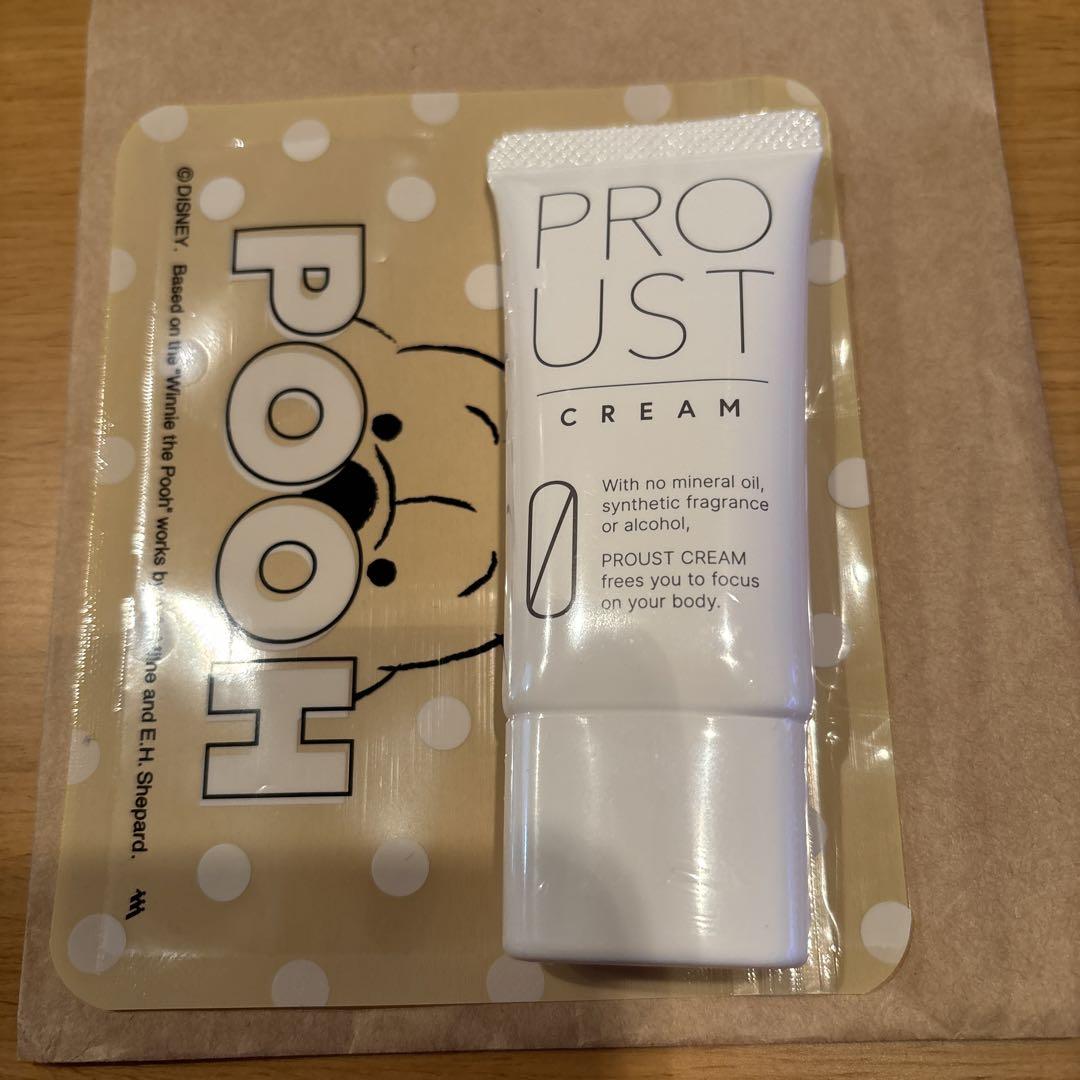 PRO
UST
CREAM
0
With no mineral oil,
synthetic fragrance
or alcohol,
PROUST CREAM
frees you to focus
on your body.
POOH
©DISNEY. Based on the "Winnie the Pooh" works by and E.H. Shepard.